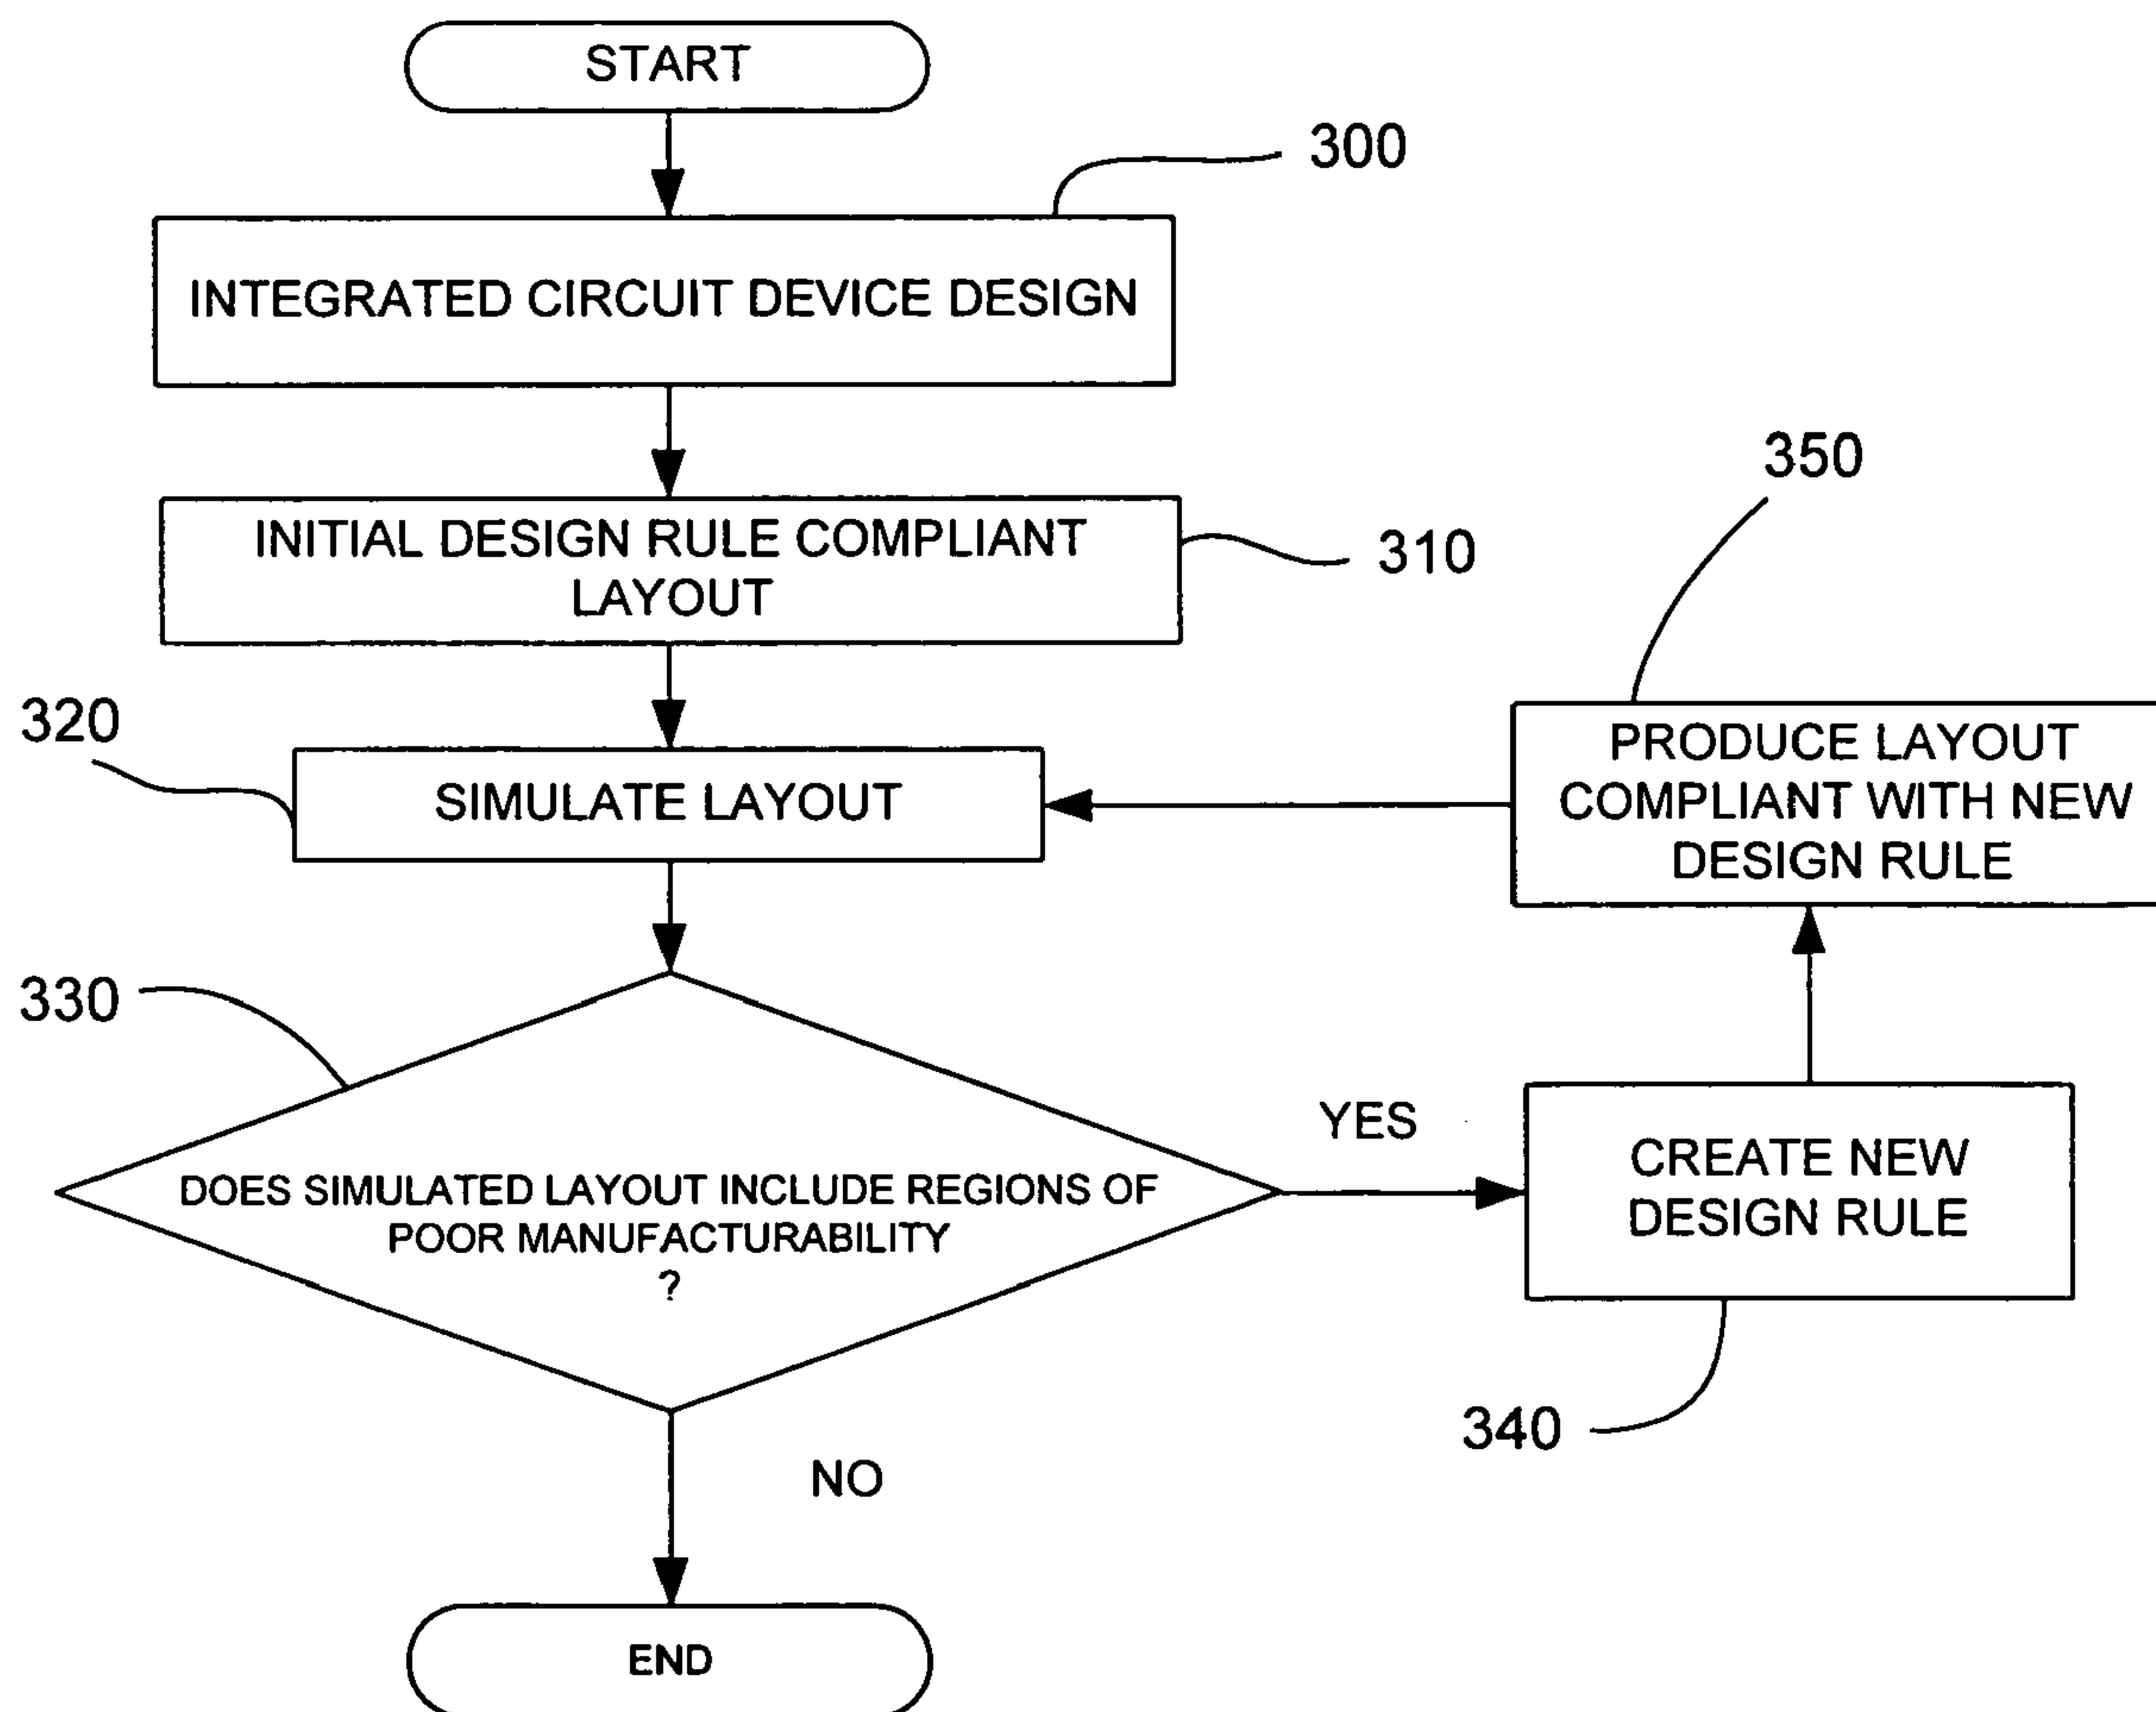 START
300
INTEGRATED CIRCUIT DEVICE DESIGN
350
INITIAL DESIGN RULE COMPLIANT
LAYOUT
310
320
SIMULATE LAYOUT
PRODUCE LAYOUT
COMPLIANT WITH NEW
DESIGN RULE
330
DOES SIMULATED LAYOUT INCLUDE REGIONS OF
POOR MANUFACTURABILITY
?
YES
CREATE NEW
DESIGN RULE
340
NO
END